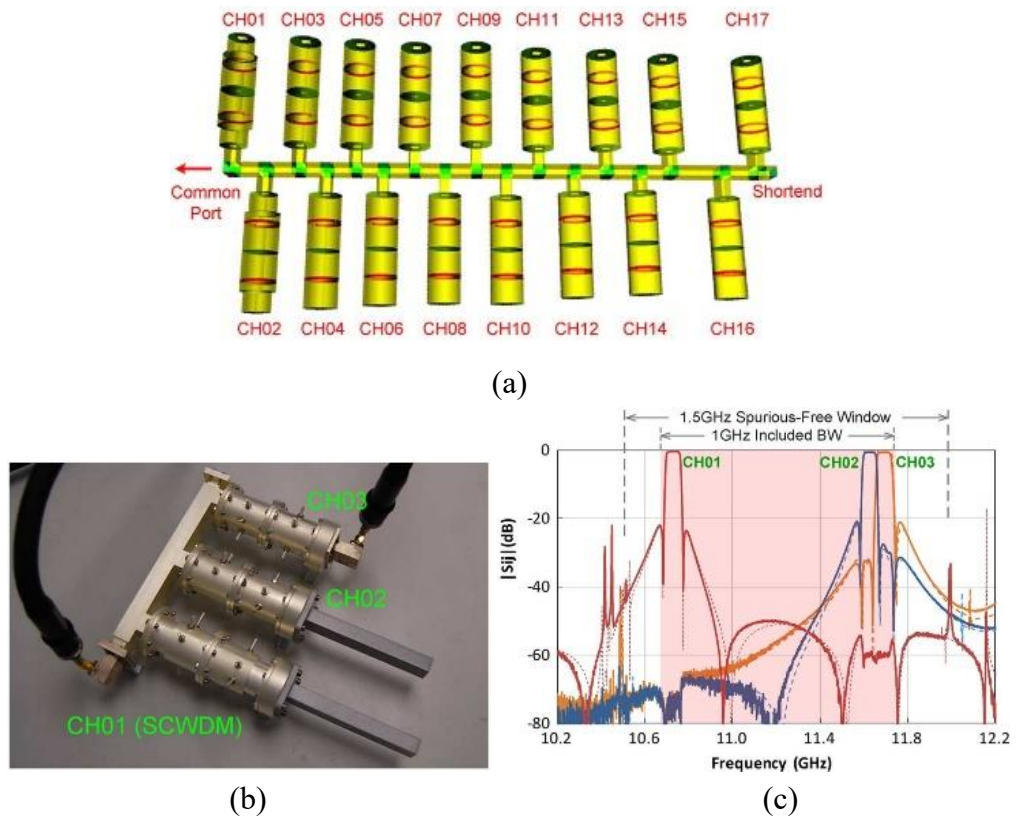 CH01 CH03 CH05 CH07 CH09 CH11 CH13 CH15 CH17
Common
Port
Shortend
CH02 CH04 CH06 CH08 CH10 CH12 CH14 CH16
(a)
CH03
CH02
CH01 (SCWDM)
(b)
1.5GHz Spurious-Free Window
1GHz Included BW
CH01 CH02 CH03
0
-20
-40
-60
-80
|Sij|(dB)
10.2 10.6 11.0 11.4 11.8 12.2
Frequency (GHz)
(c)